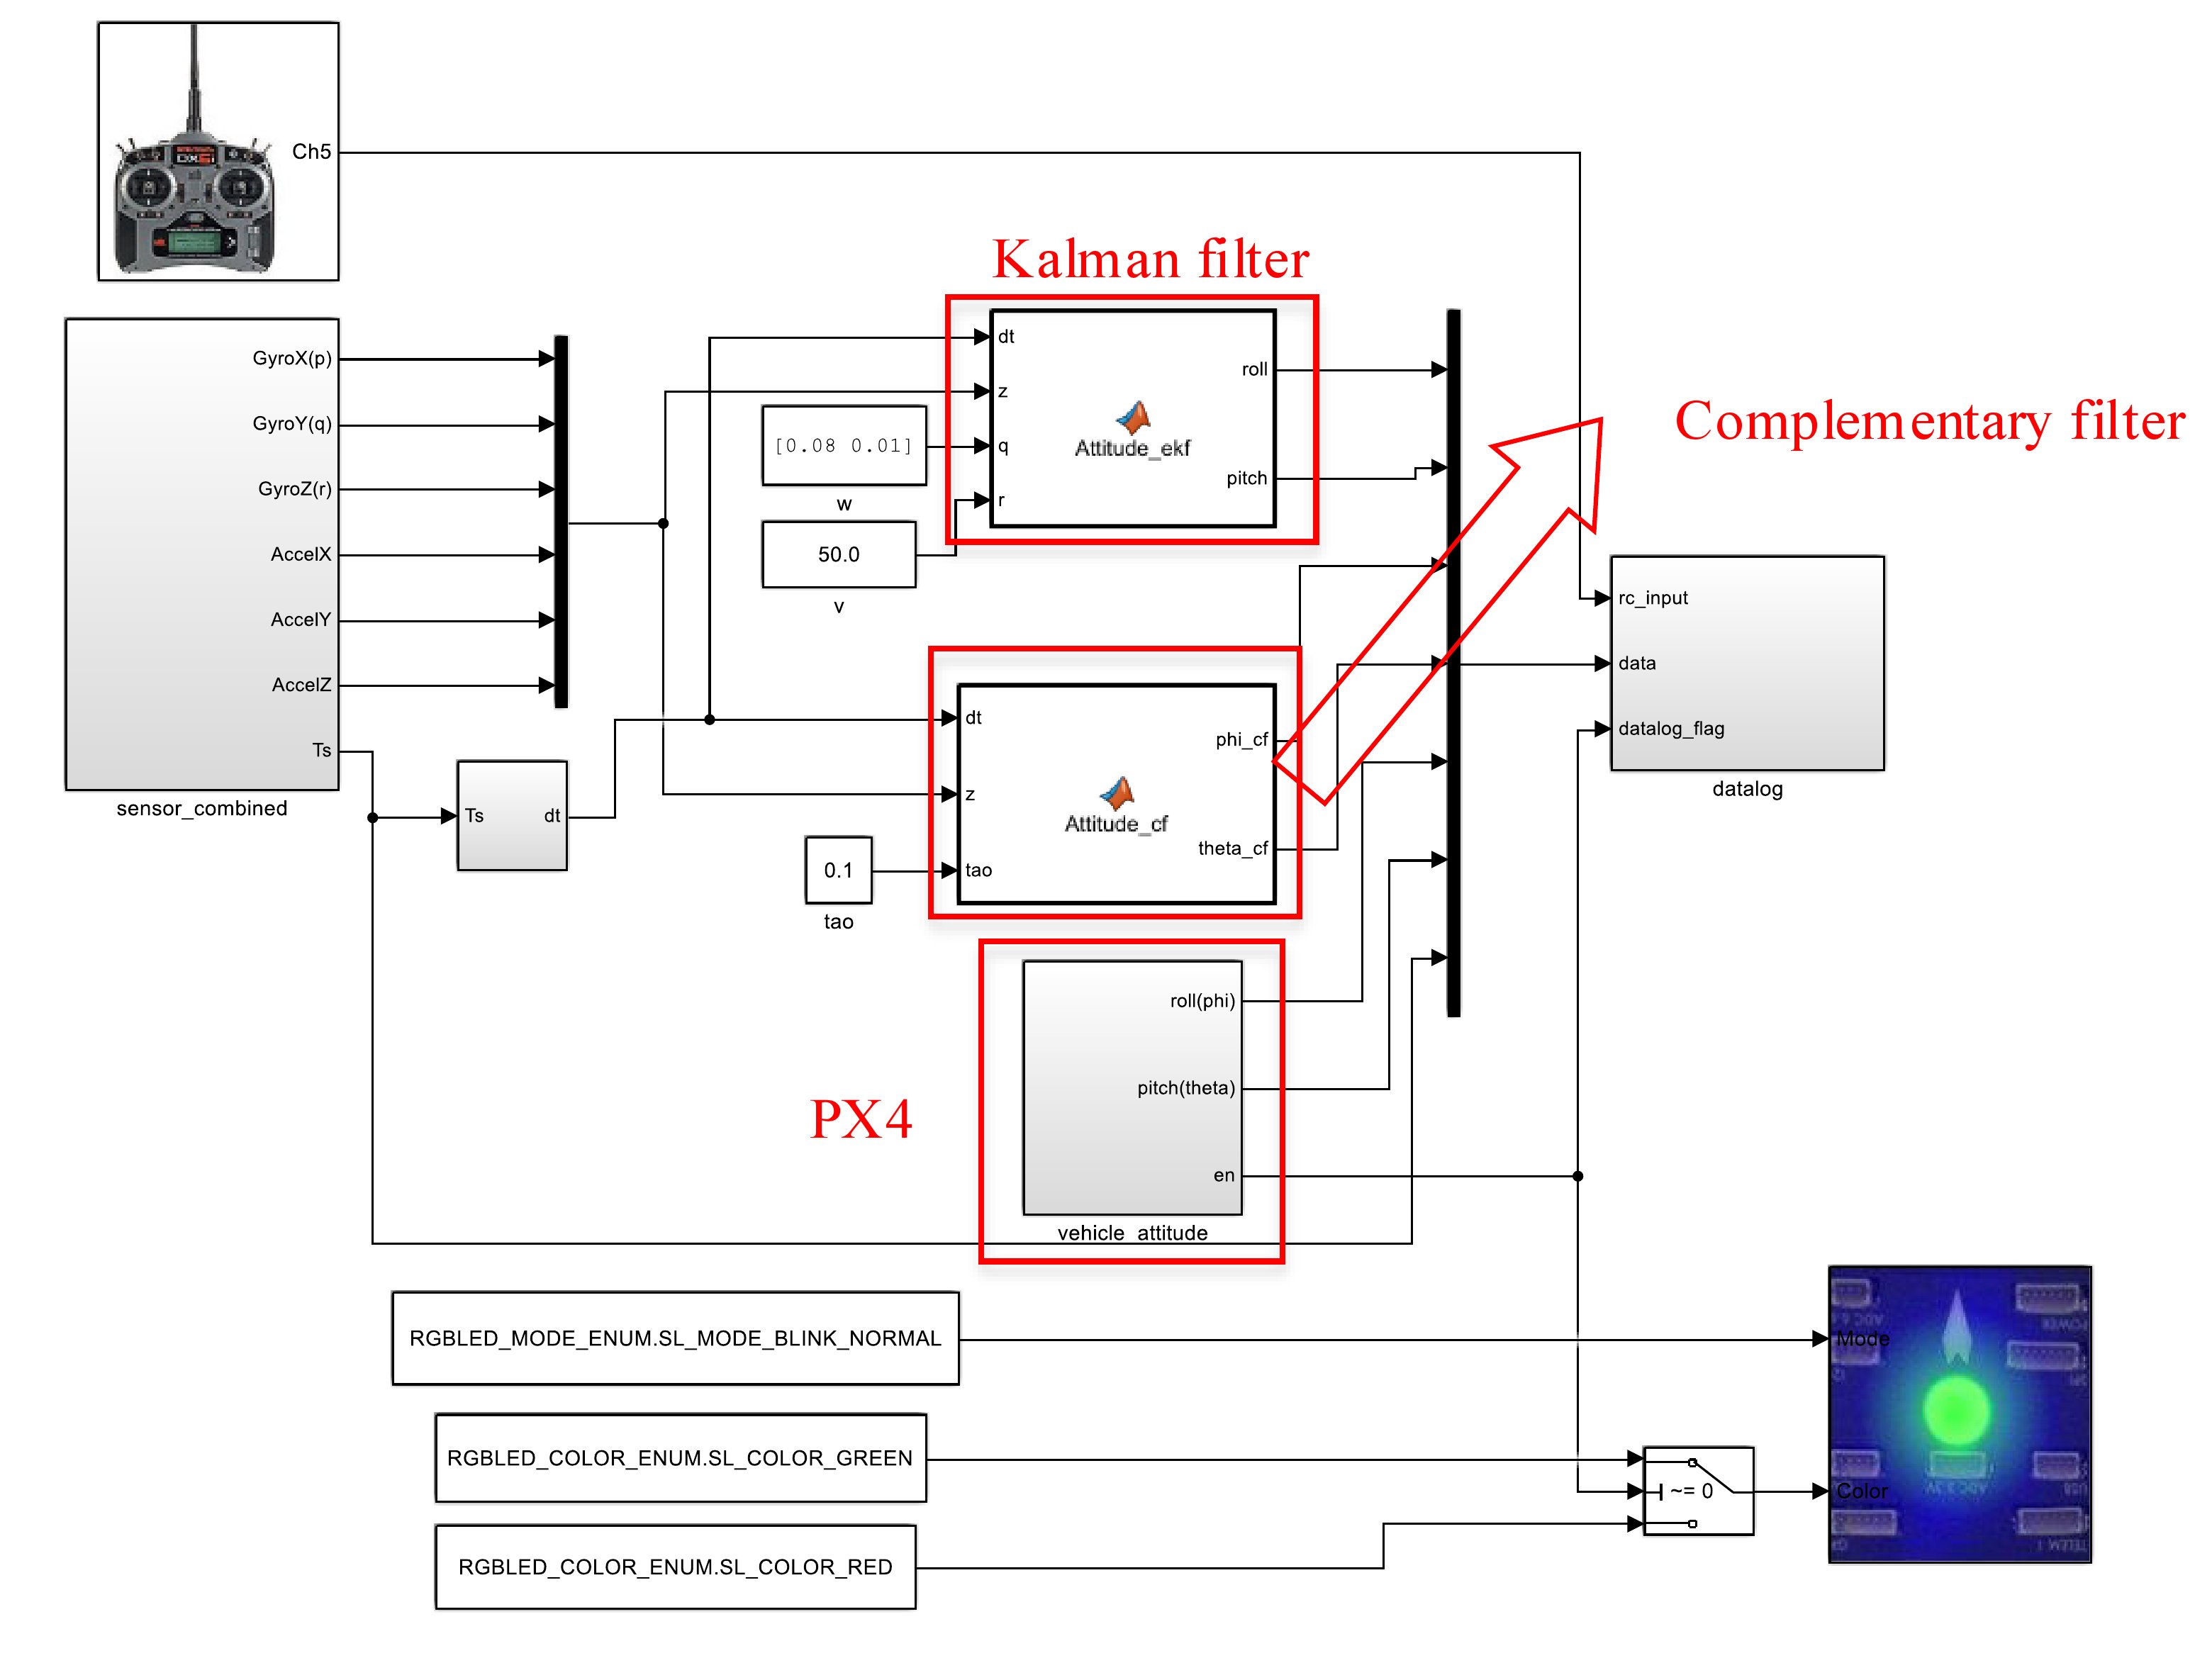 Ch5
Kalman filter
Complementary filter
GyroX(p)
GyroY(q)
GyroZ(r)
AccelX
AccelY
AccelZ
Ts
sensor_combined
Ts
dt
[0.08 0.01]
w
50.0
v
dt
z
q
r
roll
pitch
Attitude_ekf
dt
z
tao
phi_cf
theta_cf
Attitude_cf
0.1
tao
rc_input
data
datalog_flag
datalog
PX4
roll(phi)
pitch(theta)
en
vehicle_attitude
RGBLED_MODE_ENUM.SL_MODE_BLINK_NORMAL
RGBLED_COLOR_ENUM.SL_COLOR_GREEN
RGBLED_COLOR_ENUM.SL_COLOR_RED
~= 0
Mode
Color